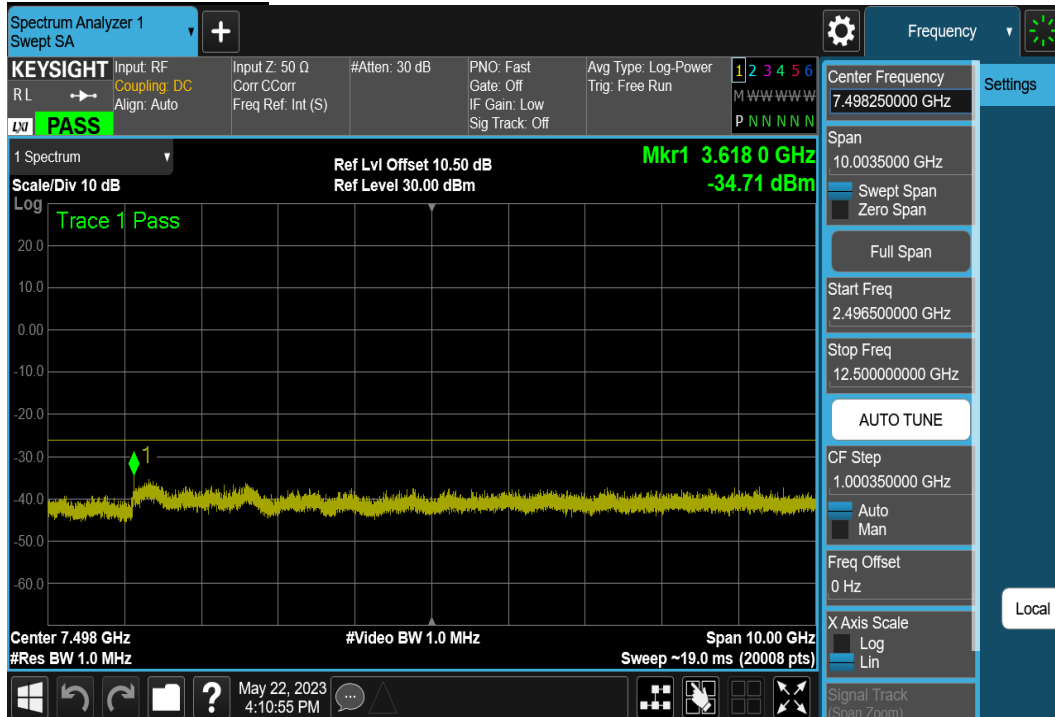 Spectrum Analyzer 1
Swept SA
+
Frequency
KEYSIGHT
RL
LXI PASS
Input: RF
Coupling: DC
Align: Auto
Input Z: 50 Ω
Corr CCorr
Freq Ref: Int (S)
#Atten: 30 dB
PNO: Fast
Gate: Off
IF Gain: Low
Sig Track: Off
Avg Type: Log-Power
Trig: Free Run
1 2 3 4 5 6
M W W W W W
P N N N N N
1 Spectrum
Scale/Div 10 dB
Ref Lvl Offset 10.50 dB
Ref Level 30.00 dBm
Mkr1 3.618 0 GHz
-34.71 dBm
Log
Trace 1 Pass
20.0
10.0
0.00
-10.0
-20.0
-30.0
-40.0
-50.0
-60.0
1
Center 7.498 GHz
#Res BW 1.0 MHz
#Video BW 1.0 MHz
Span 10.00 GHz
Sweep ~19.0 ms (20008 pts)
Center Frequency
7.498250000 GHz
Span
10.0035000 GHz
Swept Span
Zero Span
Full Span
Start Freq
2.496500000 GHz
Stop Freq
12.500000000 GHz
AUTO TUNE
CF Step
1.000350000 GHz
Auto
Man
Freq Offset
0 Hz
X Axis Scale
Log
Lin
Signal Track
(Span Zoom)
Settings
Local
?
May 22, 2023
4:10:55 PM